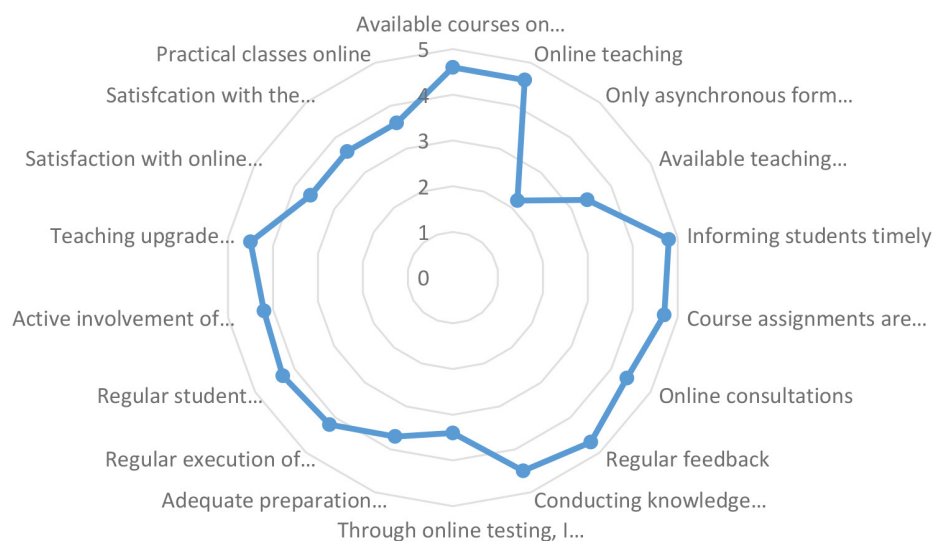 Available courses on...
Online teaching
Only asynchronous form...
Available teaching...
Informing students timely
Course assignments are...
Online consultations
Regular feedback
Conducting knowledge...
Through online testing, I...
Adequate preparation...
Regular execution of...
Regular student...
Active involvement of...
Teaching upgrade...
Satisfaction with online...
Satisfcation with the...
Practical classes online
5
4
3
2
1
0